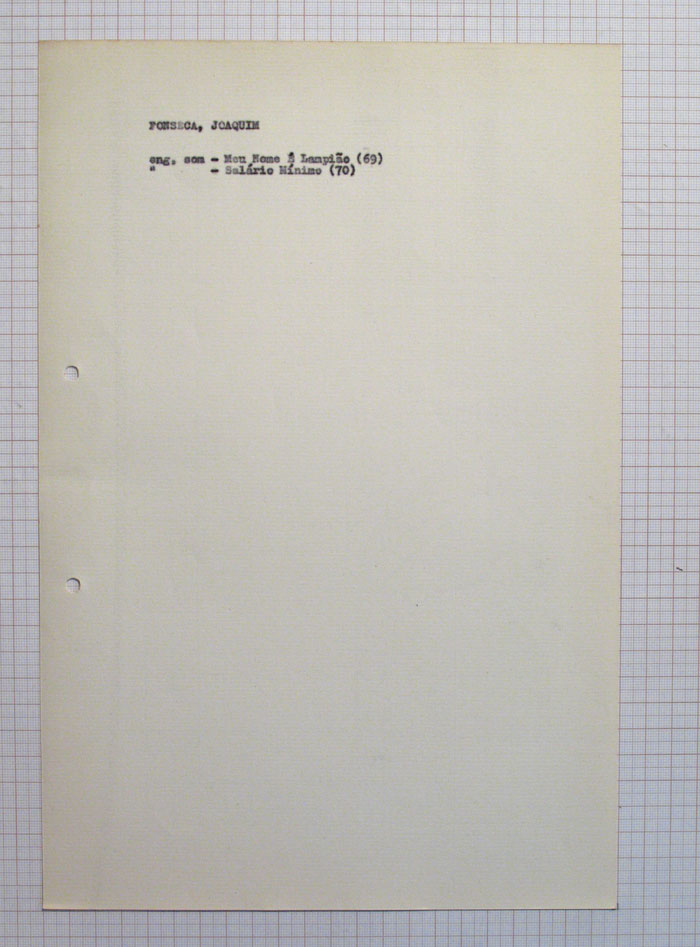 FONSECA, JOAQUIM
eng. som - Meu Nome É Lampião (69)
" - Salário Mínimo (70)